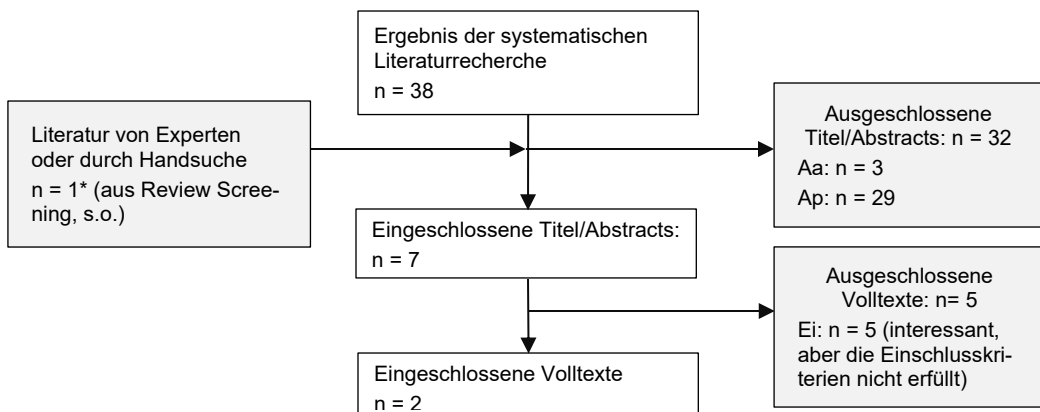 Ergebnis der systematischen
Literaturrecherche
n = 38
Literatur von Experten
oder durch Handsuche
n = 1* (aus Review Scree-
ning, s.o.)
Ausgeschlossene
Titel/Abstracts: n = 32
Aa: n = 3
Ap: n = 29
Eingeschlossene Titel/Abstracts:
n = 7
Ausgeschlossene
Volltexte: n= 5
Ei: n = 5 (interessant,
aber die Einschlusskri-
terien nicht erfüllt)
Eingeschlossene Volltexte
n = 2